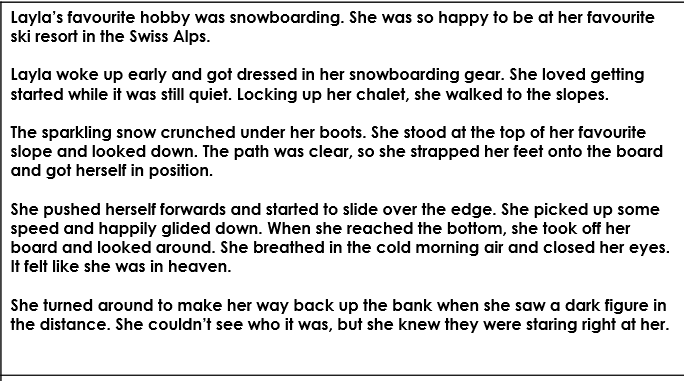 Layla's favourite hobby was snowboarding. She was so happy to be at her favourite
ski resort in the Swiss Alps.
Layla woke up early and got dressed in her snowboarding gear. She loved getting
started while it was still quiet. Locking up her chalet, she walked to the slopes.
The sparkling snow crunched under her boots. She stood at the top of her favourite
slope and looked down. The path was clear, so she strapped her feet onto the board
and got herself in position.
She pushed herself forwards and started to slide over the edge. She picked up some
speed and happily glided down. When she reached the bottom, she took off her
board and looked around. She breathed in the cold morning air and closed her eyes.
It felt like she was in heaven.
She turned around to make her way back up the bank when she saw a dark figure in
the distance. She couldn't see who it was, but she knew they were staring right at her.